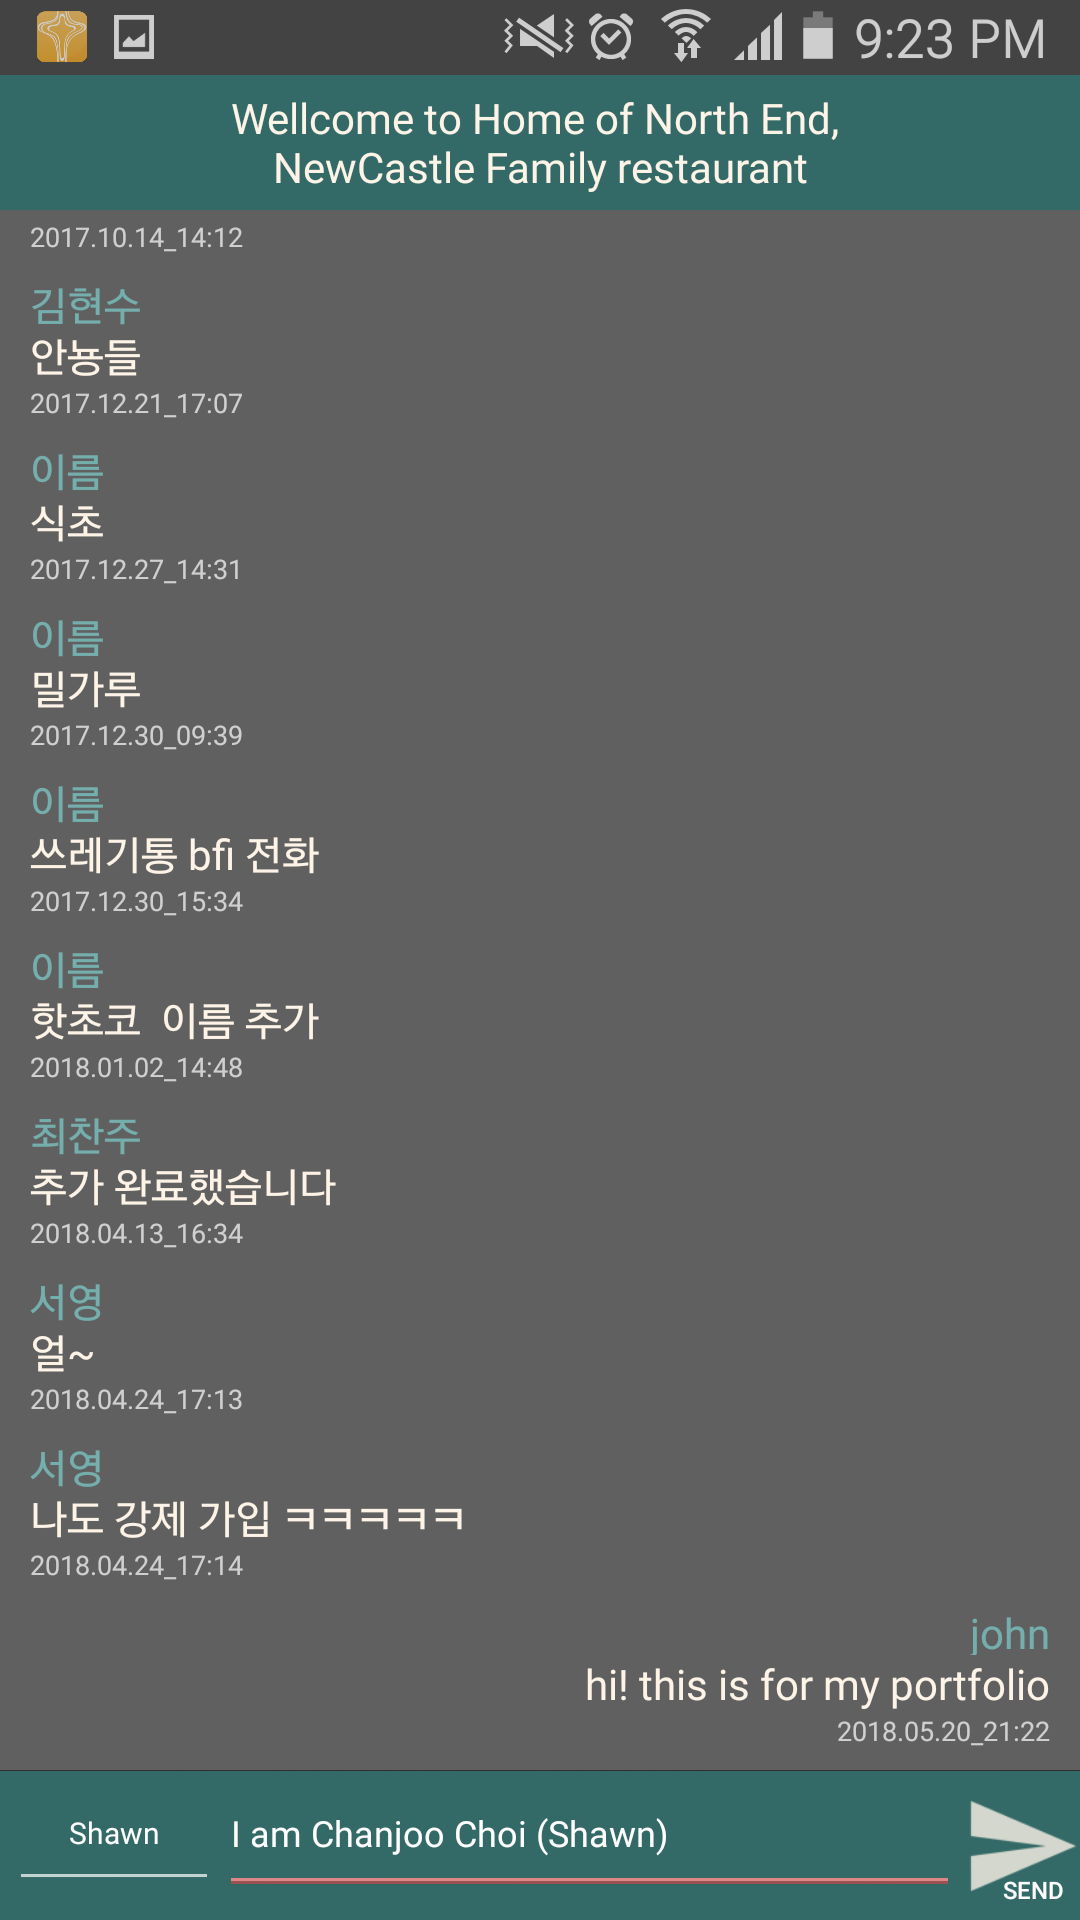 9:23 PM
Wellcome to Home of North End,
NewCastle Family restaurant
2017.10.14_14:12
김현수
안뇽들
2017.12.21_17:07
이름
식초
2017.12.27_14:31
이름
밀가루
2017.12.30_09:39
이름
쓰레기통 bfi 전화
2017.12.30_15:34
이름
핫초코  이름 추가
2018.01.02_14:48
최찬주
추가 완료했습니다
2018.04.13_16:34
서영
얼~
2018.04.24_17:13
서영
나도 강제 가입 ㅋㅋㅋㅋㅋ
2018.04.24_17:14
john
hi! this is for my portfolio
2018.05.20_21:22
Shawn
I am Chanjoo Choi (Shawn)
SEND